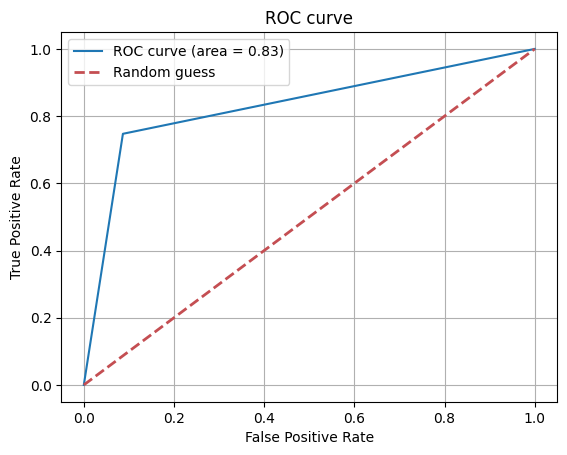 ROC curve
ROC curve (area = 0.83)
Random guess
True Positive Rate
1.0
0.8
0.6
0.4
0.2
0.0
0.0 0.2 0.4 0.6 0.8 1.0
False Positive Rate